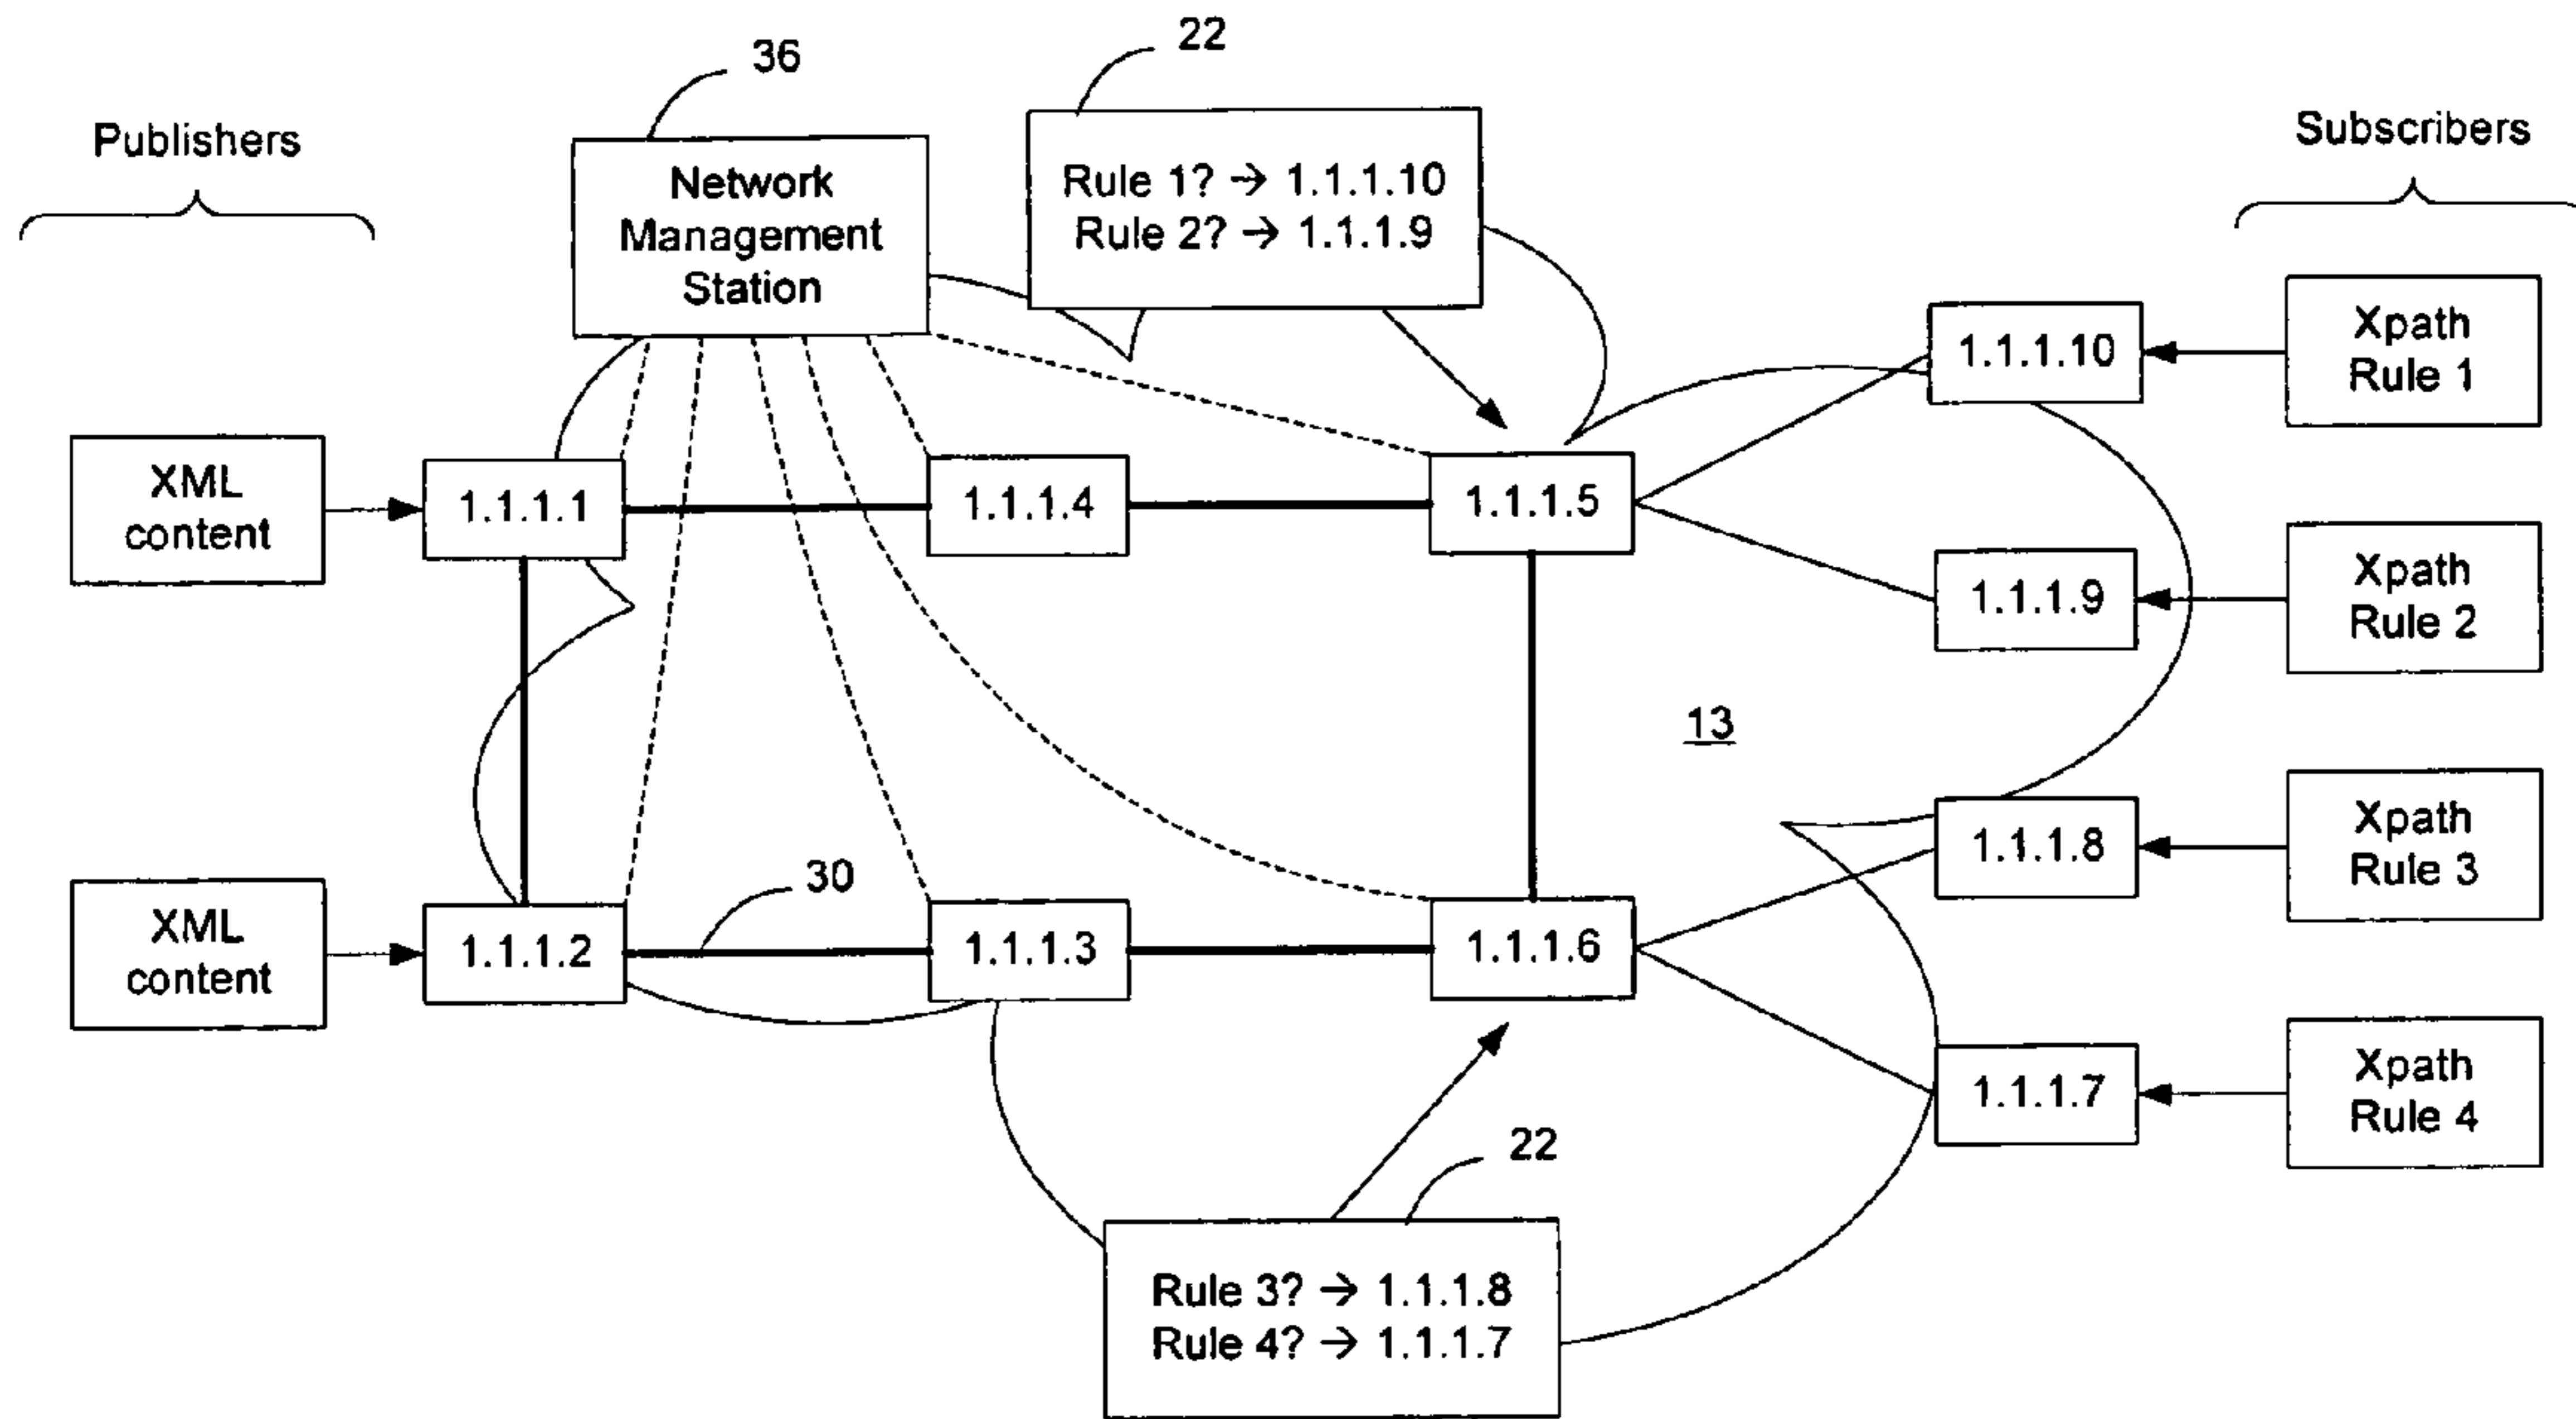 36
22
Publishers
Subscribers
Network
Management
Station
Rule 1? → 1.1.1.10
Rule 2? → 1.1.1.9
1.1.1.10
Xpath
Rule 1
XML
content
1.1.1.1
1.1.1.4
1.1.1.5
1.1.1.9
Xpath
Rule 2
13
1.1.1.8
Xpath
Rule 3
30
XML
content
1.1.1.2
1.1.1.3
1.1.1.6
1.1.1.7
Xpath
Rule 4
22
Rule 3? → 1.1.1.8
Rule 4? → 1.1.1.7